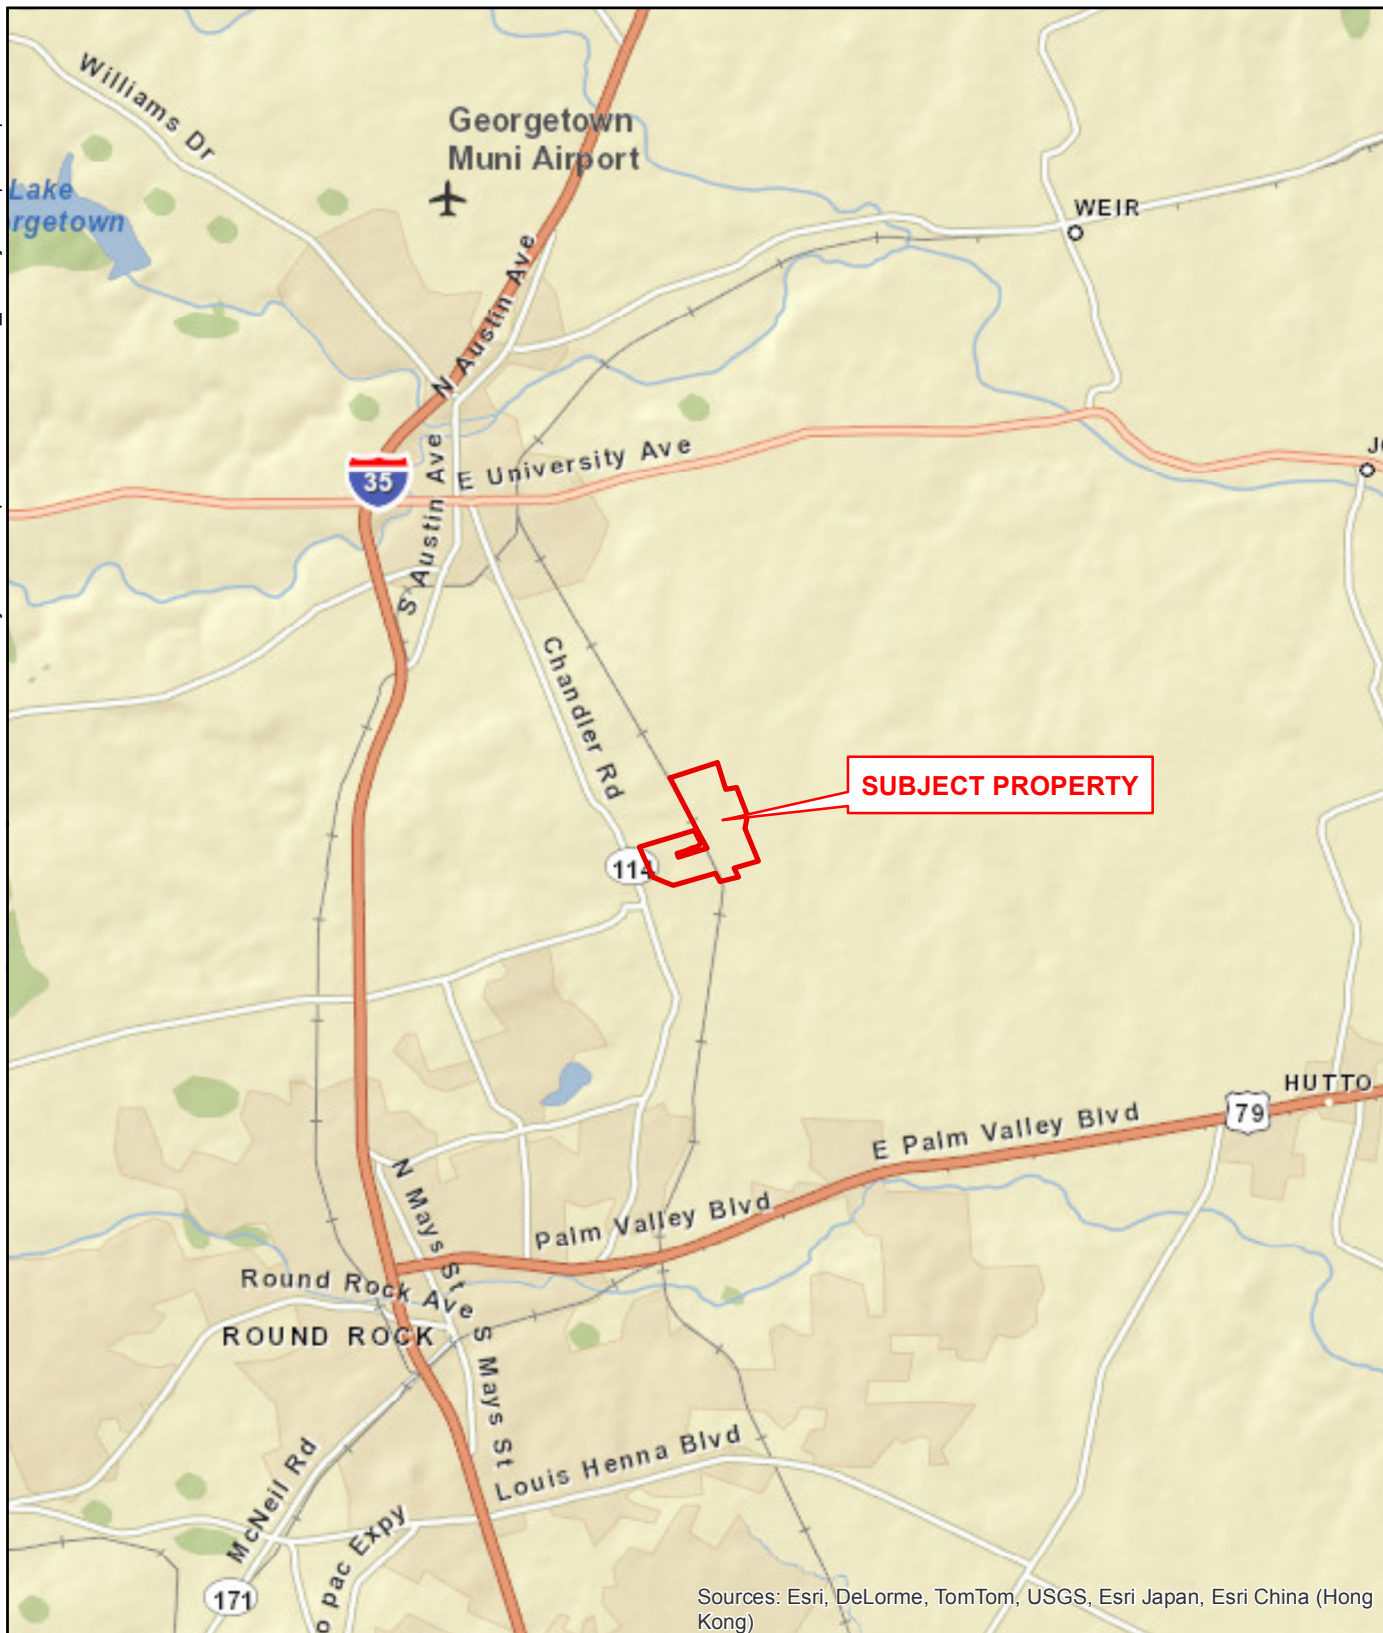 Williams Dr
Georgetown
Muni Airport
Lake
rgetown
WEIR
N Austin Ave
35
S Austin Ave
E University Ave
Chandler Rd
SUBJECT PROPERTY
114
HUTTO
79
E Palm Valley Blvd
Palm Valley Blvd
N Mays St
Round Rock Ave
ROUND ROCK
S Mays St
Louis Henna Blvd
McNeil Rd
o pac Expy
171
Sources: Esri, DeLorme, TomTom, USGS, Esri Japan, Esri China (Hong
Kong)